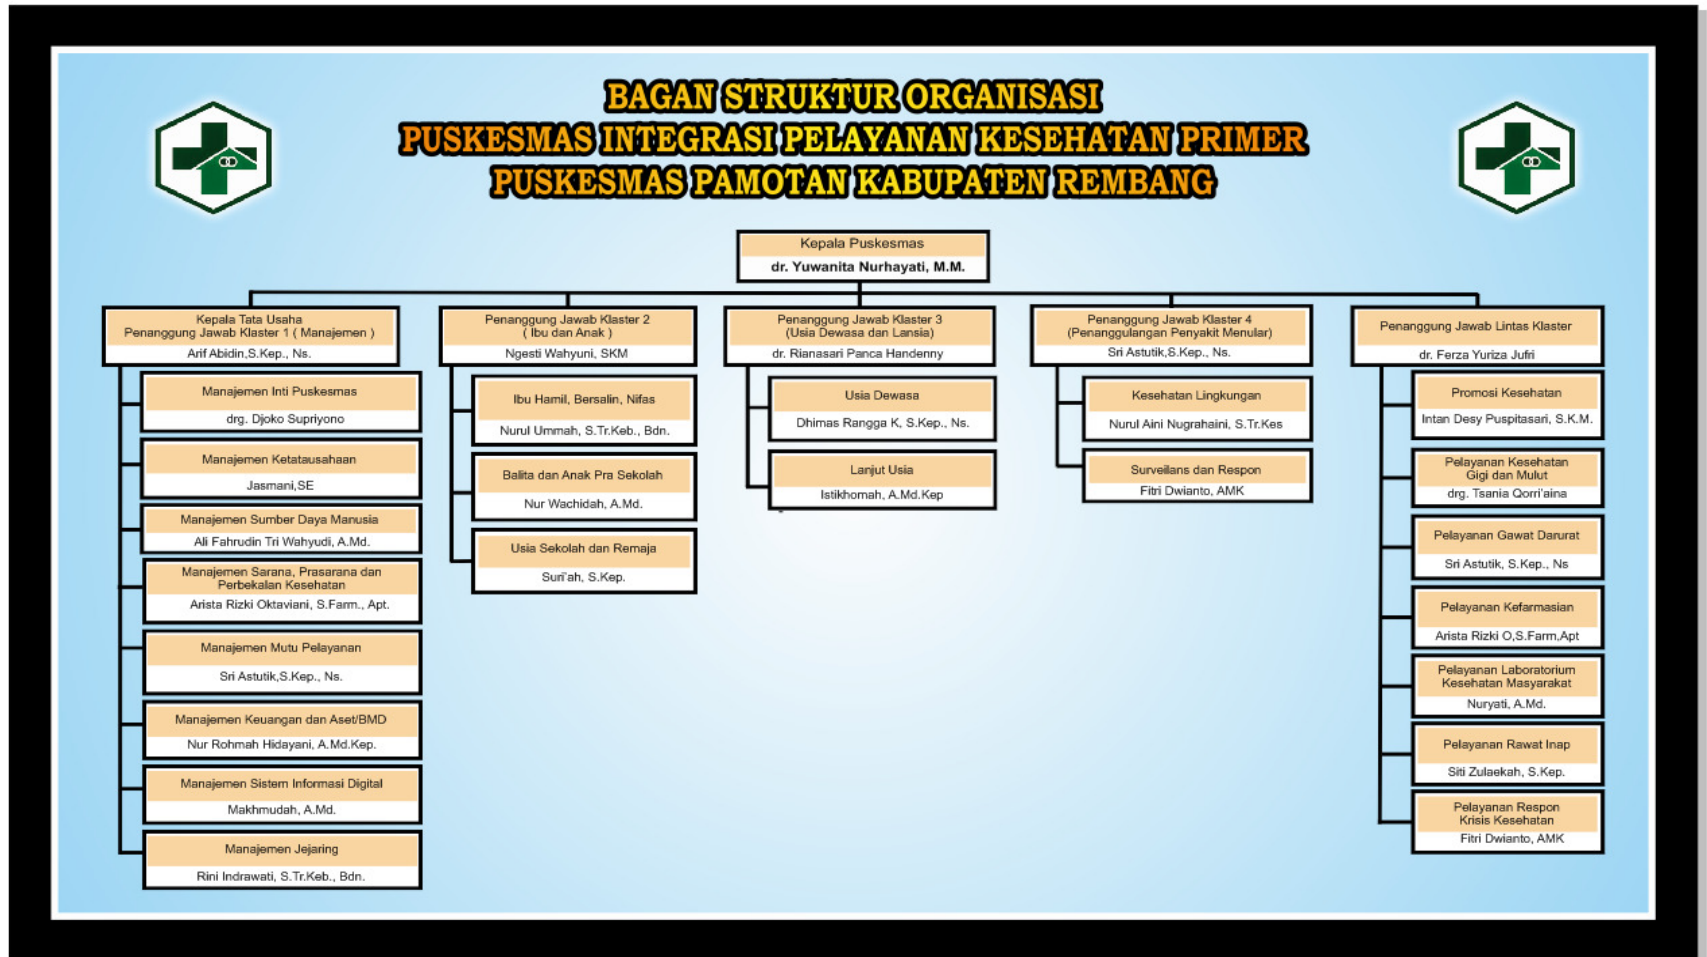 BAGAN STRUKTUR ORGANISASI
PUSKESMAS INTEGRASI PELAYANAN KESEHATAN PRIMER
PUSKESMAS PAMOTAN KABUPATEN REMBANG
Kepala Puskesmas
dr. Yuwanita Nurhayati, M.M.
Kepala Tata Usaha
Penanggung Jawab Klaster 1 ( Manajemen )
Arif Abidin,S.Kep., Ns.
Manajemen Inti Puskesmas
drg. Djoko Supriyono
Manajemen Ketatausahaan
Jasmani,SE
Manajemen Sumber Daya Manusia
Ali Fahrudin Tri Wahyudi, A.Md.
Manajemen Sarana, Prasarana dan
Perbekalan Kesehatan
Arista Rizki Oktaviani, S.Farm., Apt.
Manajemen Mutu Pelayanan
Sri Astutik,S.Kep., Ns.
Manajemen Keuangan dan Aset/BMD
Nur Rohmah Hidayani, A.Md.Kep.
Manajemen Sistem Informasi Digital
Makhmudah, A.Md.
Manajemen Jejaring
Rini Indrawati, S.Tr.Keb., Bdn.
Penanggung Jawab Klaster 2
( Ibu dan Anak )
Ngesti Wahyuni, SKM
Ibu Hamil, Bersalin, Nifas
Nurul Ummah, S.Tr.Keb., Bdn.
Balita dan Anak Pra Sekolah
Nur Wachidah, A.Md.
Usia Sekolah dan Remaja
Suri'ah, S.Kep.
Penanggung Jawab Klaster 3
(Usia Dewasa dan Lansia)
dr. Rianasari Panca Handenny
Usia Dewasa
Dhimas Rangga K, S.Kep., Ns.
Lanjut Usia
Istikhomah, A.Md.Kep
Penanggung Jawab Klaster 4
(Penanggulangan Penyakit Menular)
Sri Astutik,S.Kep., Ns.
Kesehatan Lingkungan
Nurul Aini Nugrahaini, S.Tr.Kes
Surveilans dan Respon
Fitri Dwianto, AMK
Penanggung Jawab Lintas Klaster
dr. Ferza Yuriza Jufri
Promosi Kesehatan
Intan Desy Puspitasari, S.K.M.
Pelayanan Kesehatan
Gigi dan Mulut
drg. Tsania Qorri'aina
Pelayanan Gawat Darurat
Sri Astutik, S.Kep., Ns
Pelayanan Kefarmasian
Arista Rizki O,S.Farm,Apt
Pelayanan Laboratorium
Kesehatan Masyarakat
Nuryati, A.Md.
Pelayanan Rawat Inap
Siti Zulaekah, S.Kep.
Pelayanan Respon
Krisis Kesehatan
Fitri Dwianto, AMK